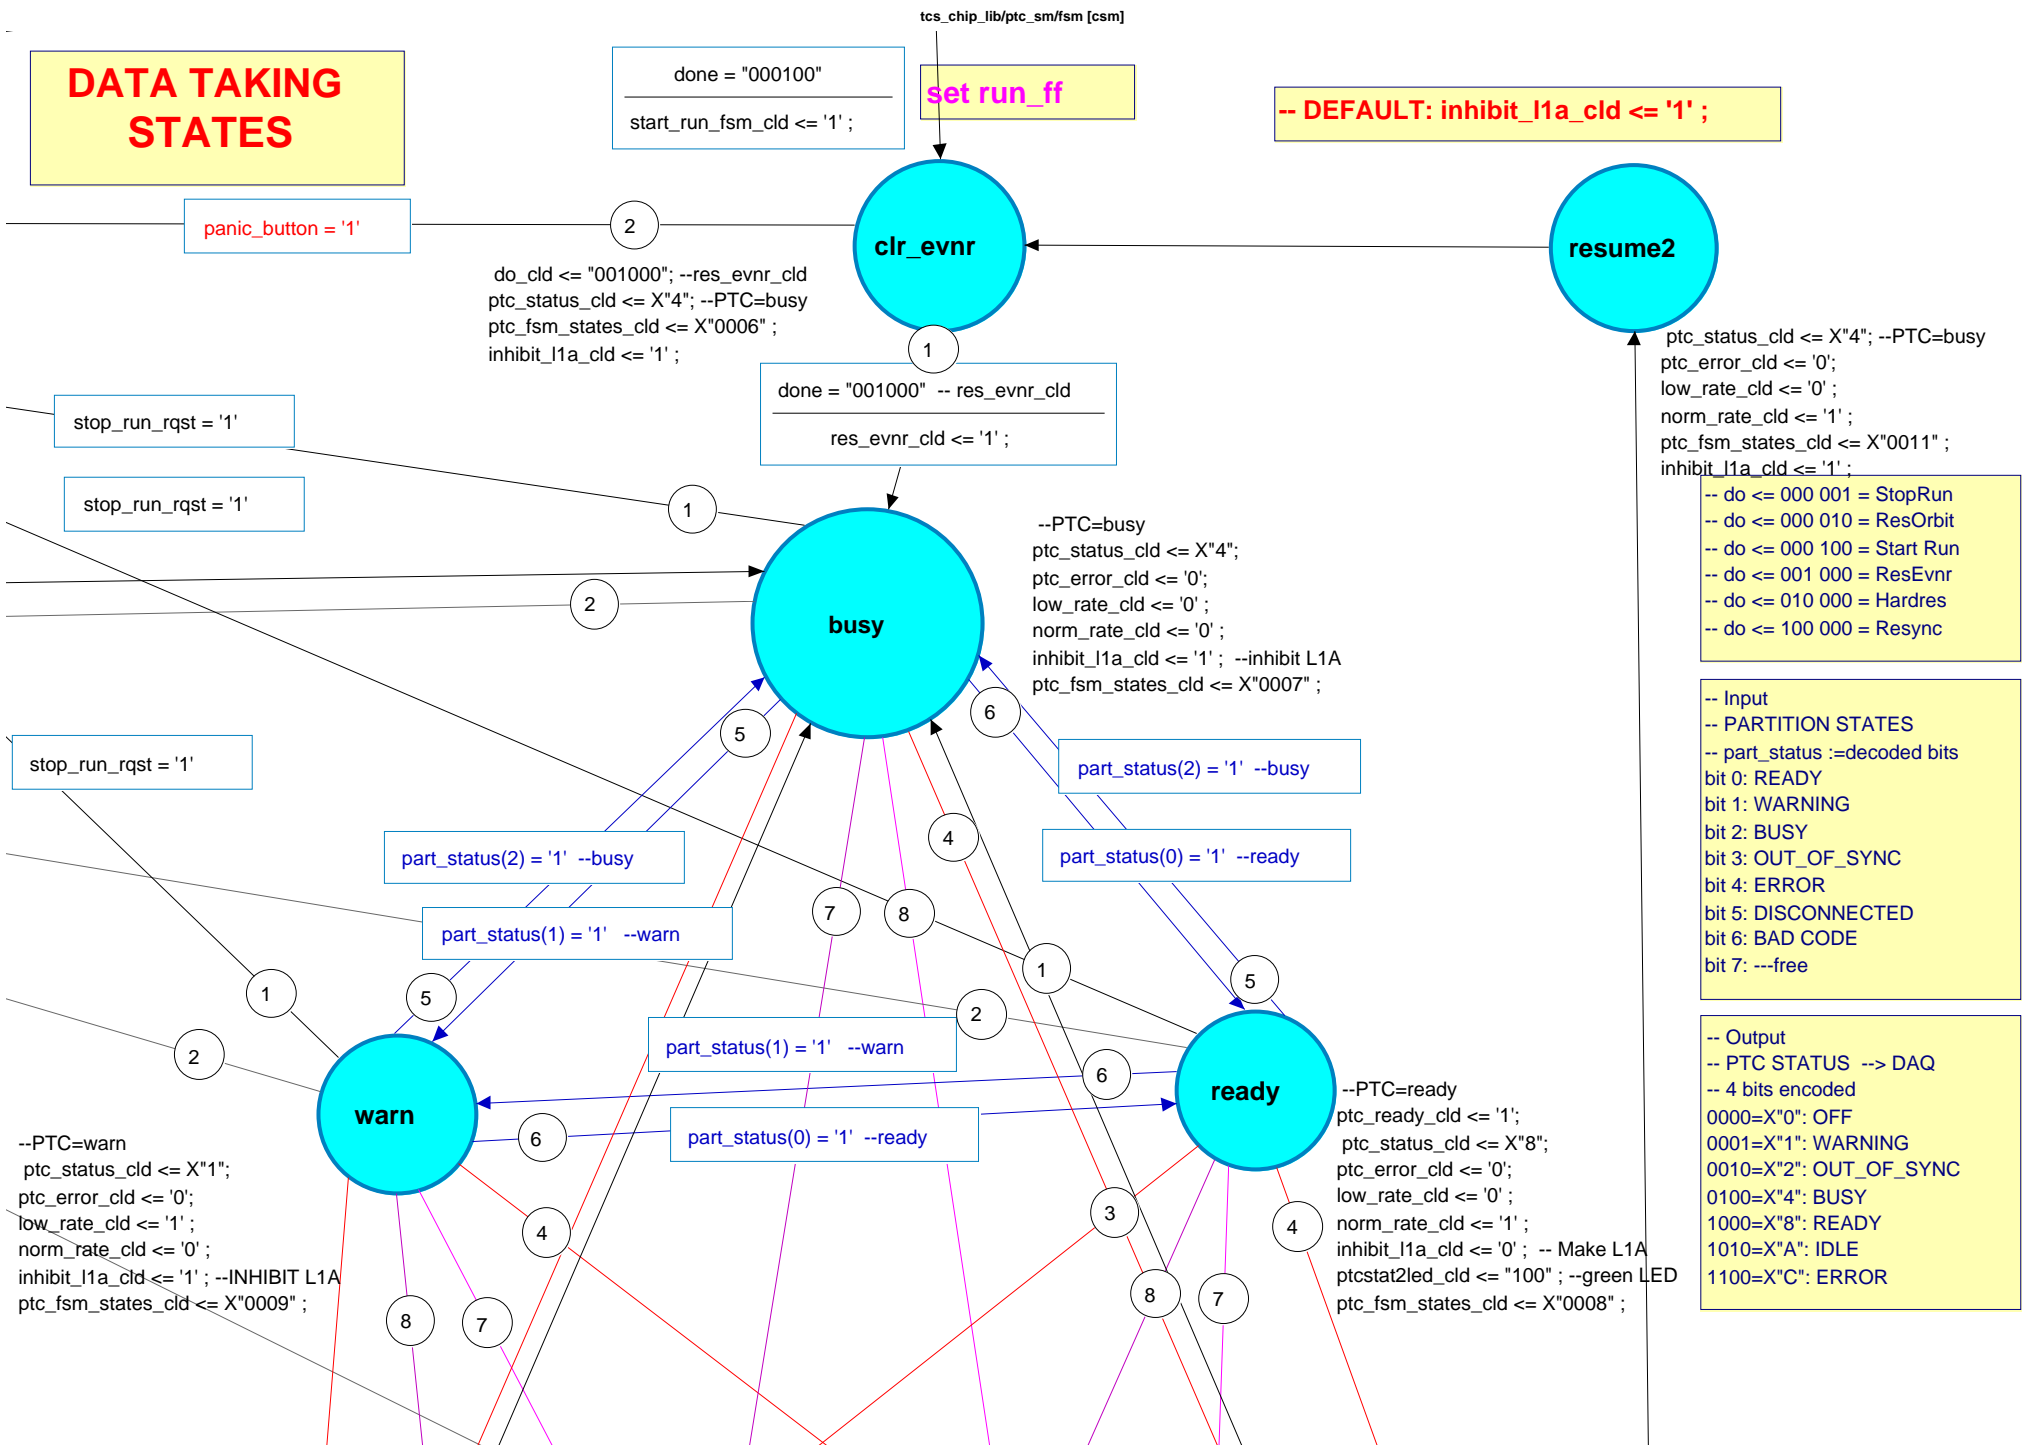 tcs_chip_lib/ptc_sm/fsm [csm]
DATA TAKING
STATES
done = "000100"
start_run_fsm_cld <= '1' ;
set run_ff
-- DEFAULT: inhibit_l1a_cld <= '1' ;
panic_button = '1'
2
clr_evnr
resume2
do_cld <= "001000"; --res_evnr_cld
ptc_status_cld <= X"4"; --PTC=busy
ptc_fsm_states_cld <= X"0006" ;
inhibit_l1a_cld <= '1' ;
1
ptc_status_cld <= X"4"; --PTC=busy
ptc_error_cld <= '0';
low_rate_cld <= '0' ;
norm_rate_cld <= '1' ;
ptc_fsm_states_cld <= X"0011" ;
inhibit_l1a_cld <= '1' ;
done = "001000"  -- res_evnr_cld
res_evnr_cld <= '1' ;
stop_run_rqst = '1'
stop_run_rqst = '1'
1
2
busy
--PTC=busy
ptc_status_cld <= X"4";
ptc_error_cld <= '0';
low_rate_cld <= '0' ;
norm_rate_cld <= '0' ;
inhibit_l1a_cld <= '1' ;  --inhibit L1A
ptc_fsm_states_cld <= X"0007" ;
-- do <= 000 001 = StopRun
-- do <= 000 010 = ResOrbit
-- do <= 000 100 = Start Run
-- do <= 001 000 = ResEvnr
-- do <= 010 000 = Hardres
-- do <= 100 000 = Resync
-- Input
-- PARTITION STATES
-- part_status :=decoded bits
bit 0: READY
bit 1: WARNING
bit 2: BUSY
bit 3: OUT_OF_SYNC
bit 4: ERROR
bit 5: DISCONNECTED
bit 6: BAD CODE
bit 7: ---free
5
6
stop_run_rqst = '1'
part_status(2) = '1'  --busy
4
part_status(2) = '1'  --busy
part_status(0) = '1'  --ready
7
8
part_status(1) = '1'   --warn
1
5
1
5
2
2
part_status(1) = '1'   --warn
6
warn
ready
6
part_status(0) = '1'  --ready
--PTC=warn
ptc_status_cld <= X"1";
ptc_error_cld <= '0';
low_rate_cld <= '1' ;
norm_rate_cld <= '0' ;
inhibit_l1a_cld <= '1' ; --INHIBIT L1A
ptc_fsm_states_cld <= X"0009" ;
--PTC=ready
ptc_ready_cld <= '1';
ptc_status_cld <= X"8";
ptc_error_cld <= '0';
low_rate_cld <= '0' ;
norm_rate_cld <= '1' ;
inhibit_l1a_cld <= '0' ;  -- Make L1A
ptcstat2led_cld <= "100" ; --green LED
ptc_fsm_states_cld <= X"0008" ;
-- Output
-- PTC STATUS  --> DAQ
-- 4 bits encoded
0000=X"0": OFF
0001=X"1": WARNING
0010=X"2": OUT_OF_SYNC
0100=X"4": BUSY
1000=X"8": READY
1010=X"A": IDLE
1100=X"C": ERROR
4
3
4
8
7
8
7